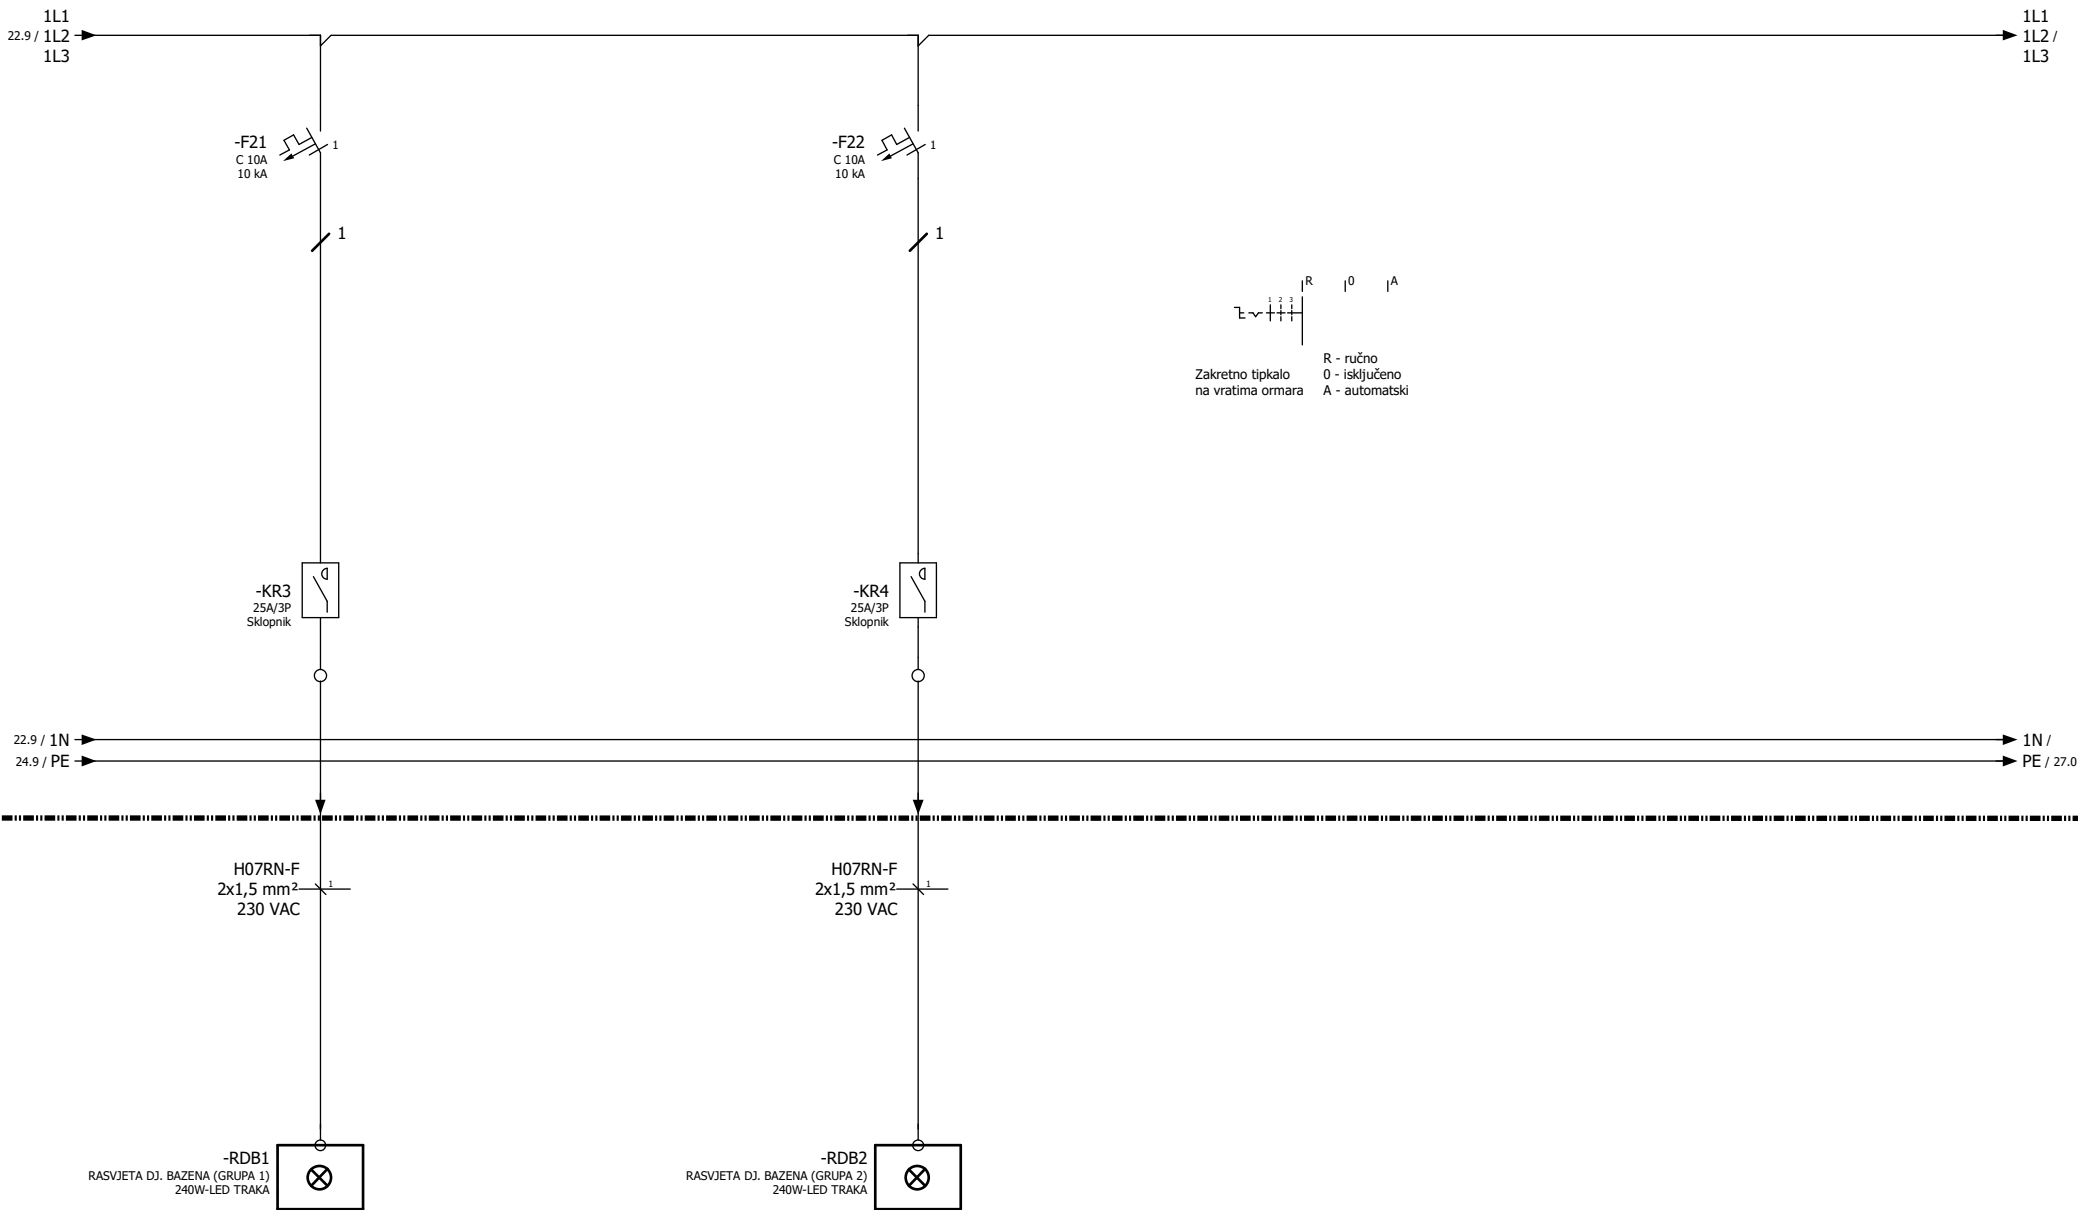 1L1
22.9 / 1L2
1L3
1L1
1L2 /
1L3
-F21
C 10A
10 kA
1
-F22
C 10A
10 kA
1
1
1
R 0 A
1 2 3
Zakretno tipkalo
na vratima ormara
R - ručno
0 - isključeno
A - automatski
-KR3
25A/3P
Sklopnik
-KR4
25A/3P
Sklopnik
22.9 / 1N
1N /
24.9 / PE
PE / 27.0
H07RN-F
2x1,5 mm²
230 VAC
1
H07RN-F
2x1,5 mm²
230 VAC
1
-RDB1
RASVJETA DJ. BAZENA (GRUPA 1)
240W-LED TRAKA
-RDB2
RASVJETA DJ. BAZENA (GRUPA 2)
240W-LED TRAKA